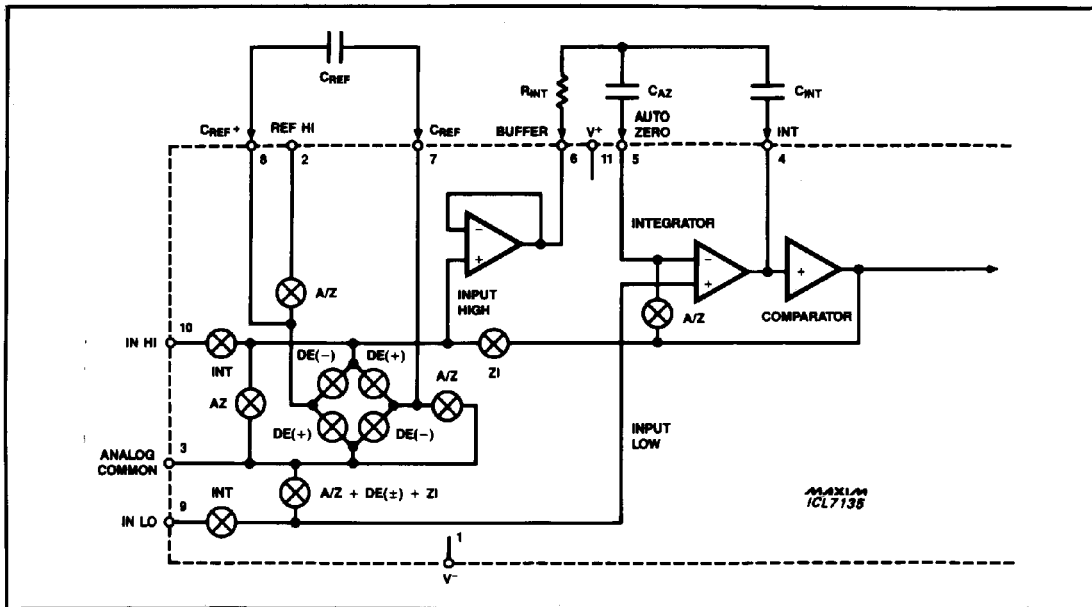 CREF
RINT
CAZ
CINT
CREF+
REF HI
CREF
BUFFER
V+
AUTO
ZERO
INT
8
2
7
6
11
5
4
INTEGRATOR
-
+
-
+
+
A/Z
INPUT
HIGH
A/Z
COMPARATOR
10
IN HI
INT
DE(-)
DE(+)
A/Z
ZI
AZ
DE(+)
DE(-)
INPUT
LOW
3
ANALOG
COMMON
INT
A/Z + DE(±) + ZI
9
IN LO
MAXIM
ICL7135
1
V-